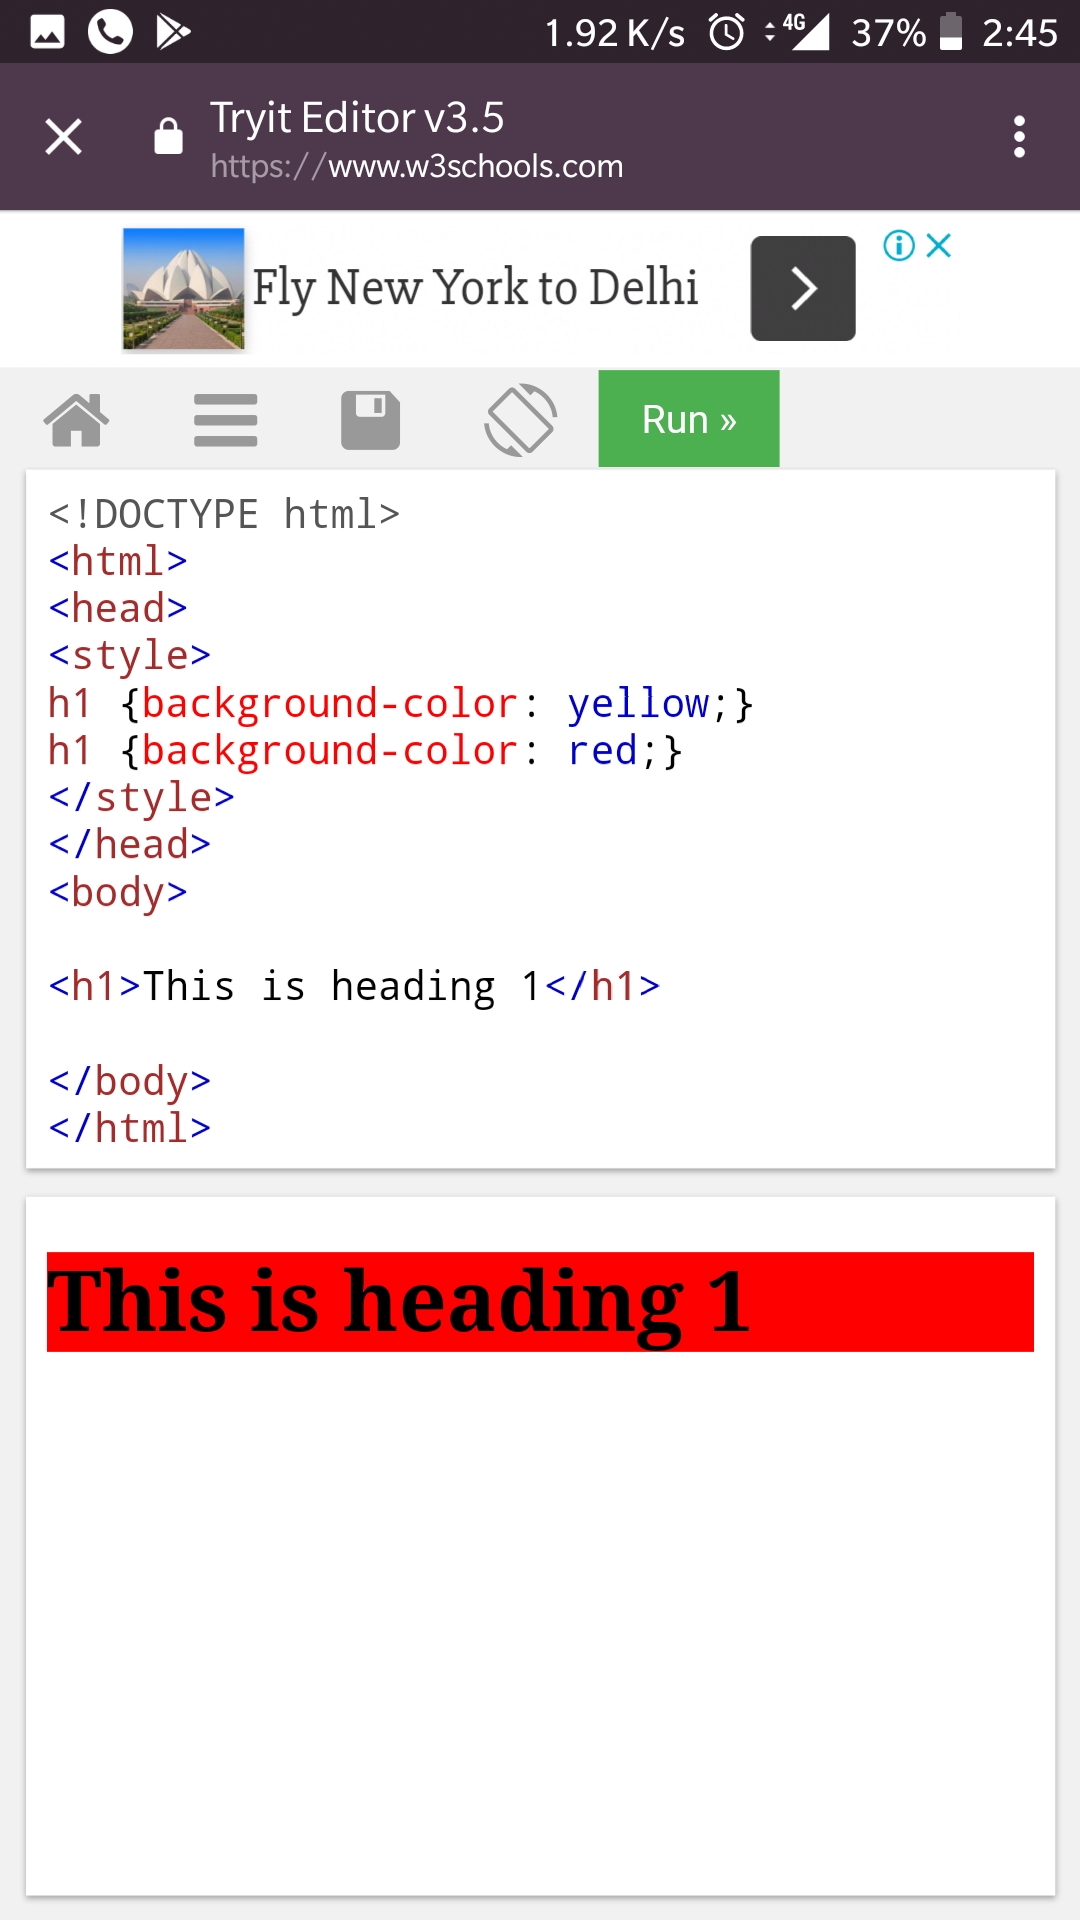 1.92 K/s 4G 37% 2:45
Tryit Editor v3.5
https://www.w3schools.com
Fly New York to Delhi
Run »
<!DOCTYPE html>
<html>
<head>
<style>
h1 {background-color: yellow;}
h1 {background-color: red;}
</style>
</head>
<body>
<h1>This is heading 1</h1>
</body>
</html>
This is heading 1